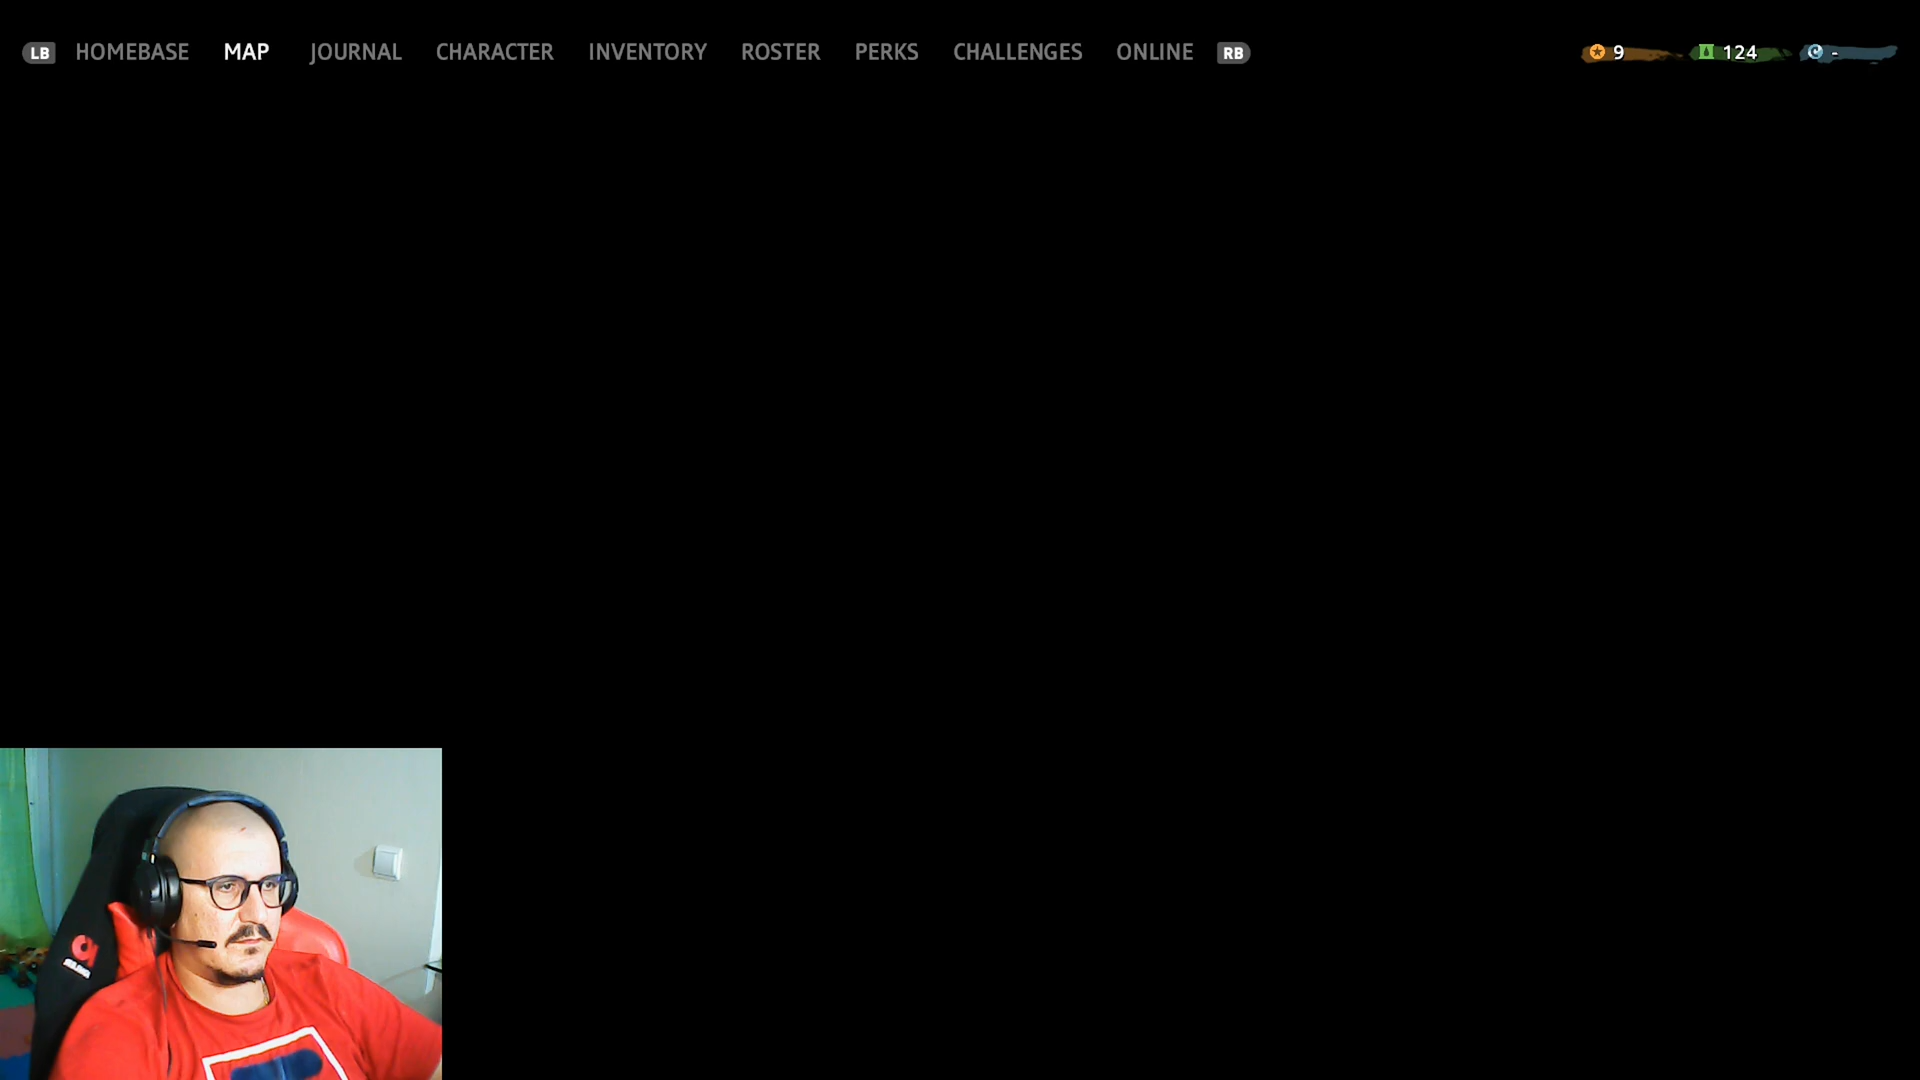 LB HOMEBASE MAP JOURNAL CHARACTER INVENTORY ROSTER PERKS CHALLENGES ONLINE RB 9 124 -